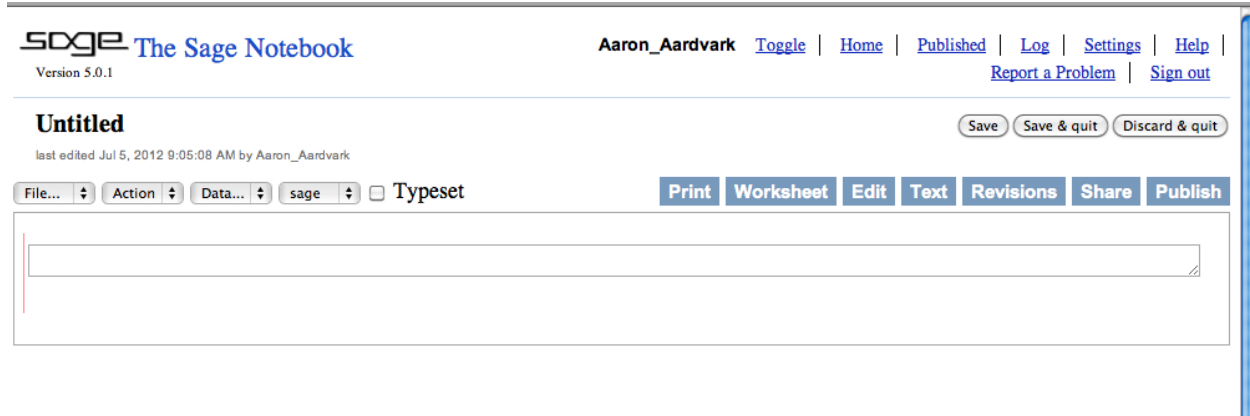 sage The Sage Notebook
Version 5.0.1
Aaron_Aardvark Toggle | Home | Published | Log | Settings | Help |
Report a Problem | Sign out
Untitled
Save Save & quit Discard & quit
last edited Jul 5, 2012 9:05:08 AM by Aaron_Aardvark
File... Action Data... sage Typeset
Print Worksheet Edit Text Revisions Share Publish